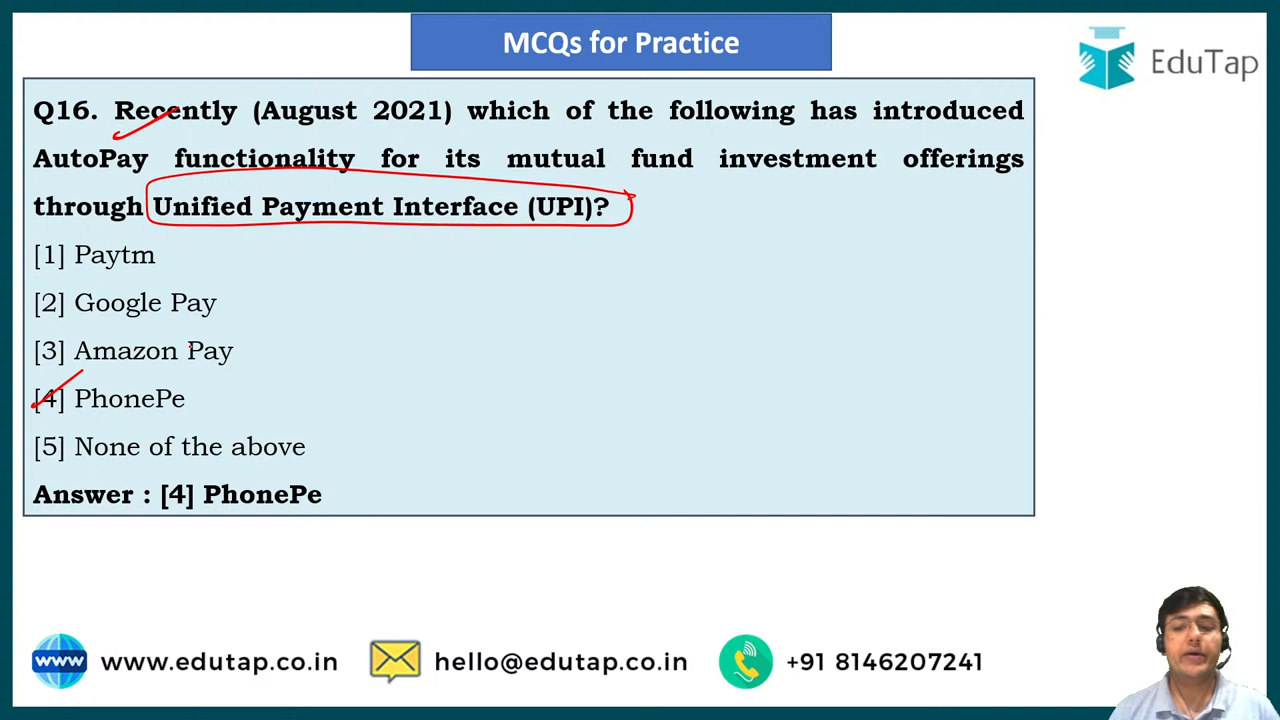 MCQs for Practice
EduTap
Q16. Recently (August 2021) which of the following has introduced
AutoPay functionality for its mutual fund investment offerings
through Unified Payment Interface (UPI)?
[1] Paytm
[2] Google Pay
[3] Amazon Pay
[4] PhonePe
[5] None of the above
Answer : [4] PhonePe
www
www.edutap.co.in
hello@edutap.co.in
+91 8146207241